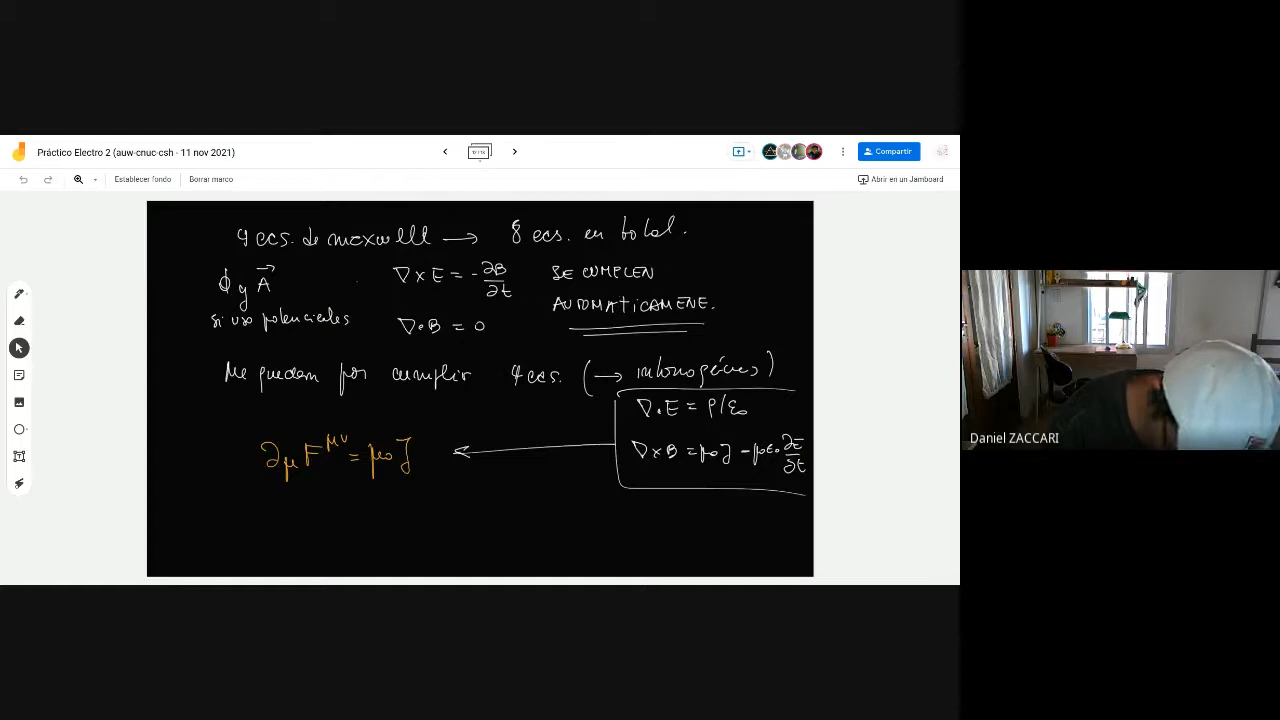 Práctico Electro 2 (auw-cnuc-csh - 11 nov 2021)
12 / 13
Compartir
Establecer fondo
Borrar marco
Abrir en un Jamboard
4 ecs. de maxwell → 8 ecs. en total.
ϕ y A⃗
si uso potenciales
∇×E = -∂B/∂t
∇•B = 0
SE CUMPLEN
AUTOMATICAMENE.
Me quedan por cumplir 4 ecs. (→ inhomogéneas)
∇•E = ρ/ε₀
∇×B = μ₀J - μ₀ε₀ ∂E/∂t
∂μ F^μν = μ₀ J
Daniel ZACCARI